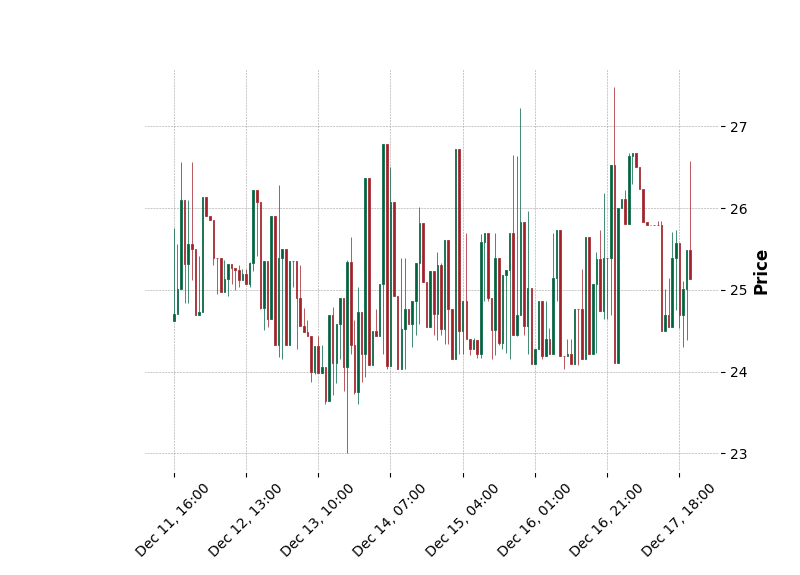 27
26
25
24
23
Price
Dec 11, 16:00
Dec 12, 13:00
Dec 13, 10:00
Dec 14, 07:00
Dec 15, 04:00
Dec 16, 01:00
Dec 16, 21:00
Dec 17, 18:00